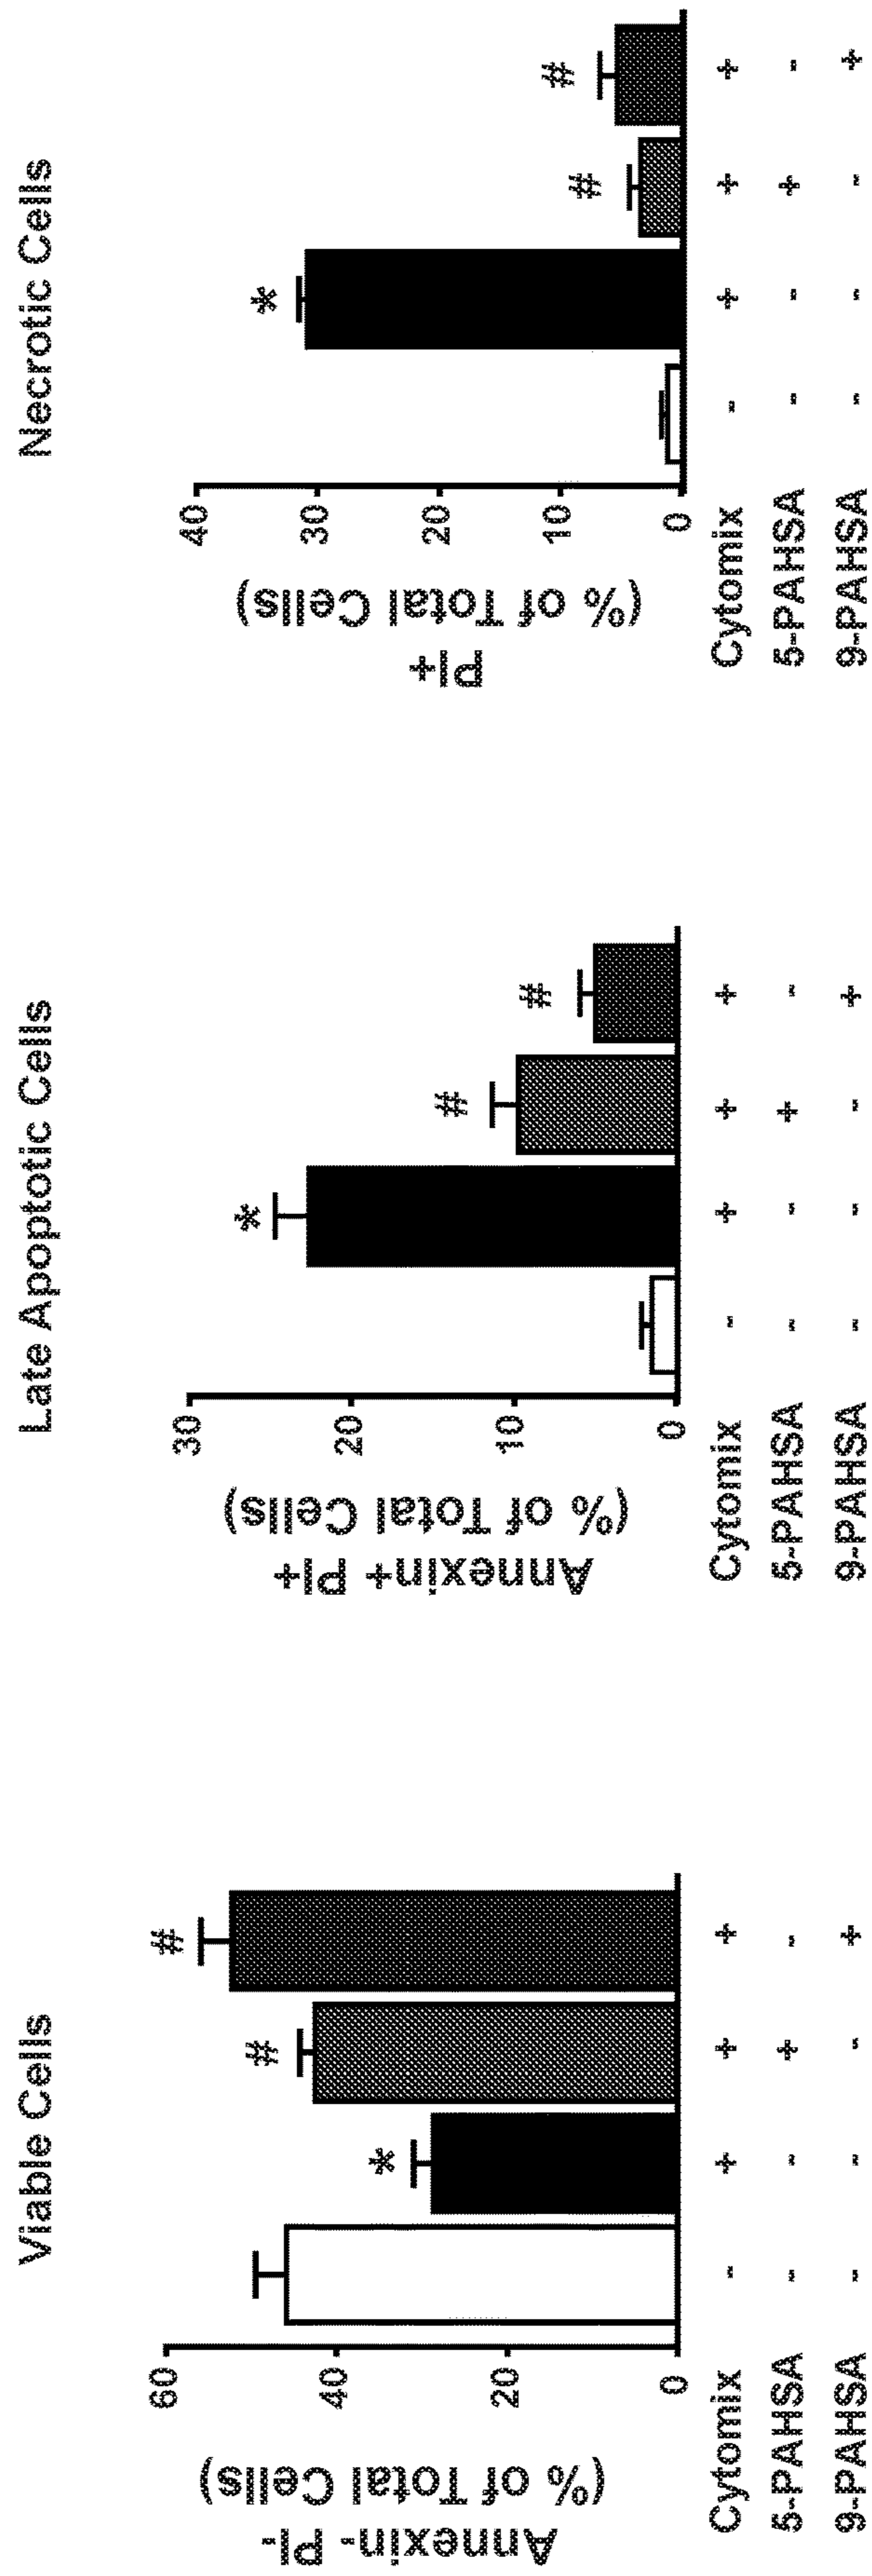 Viable Cells
Annexin- PI-
(% of Total Cells)
60
40
20
0
* # #
Cytomix - + + +
5-PAHSA - - + -
9-PAHSA - - - +
Late Apoptotic Cells
Annexin+ PI+
(% of Total Cells)
30
20
10
0
* # #
Cytomix - + + +
5-PAHSA - - + -
9-PAHSA - - - +
Necrotic Cells
PI+
(% of Total Cells)
40
30
20
10
0
* # #
Cytomix - + + +
5-PAHSA - - + -
9-PAHSA - - - +